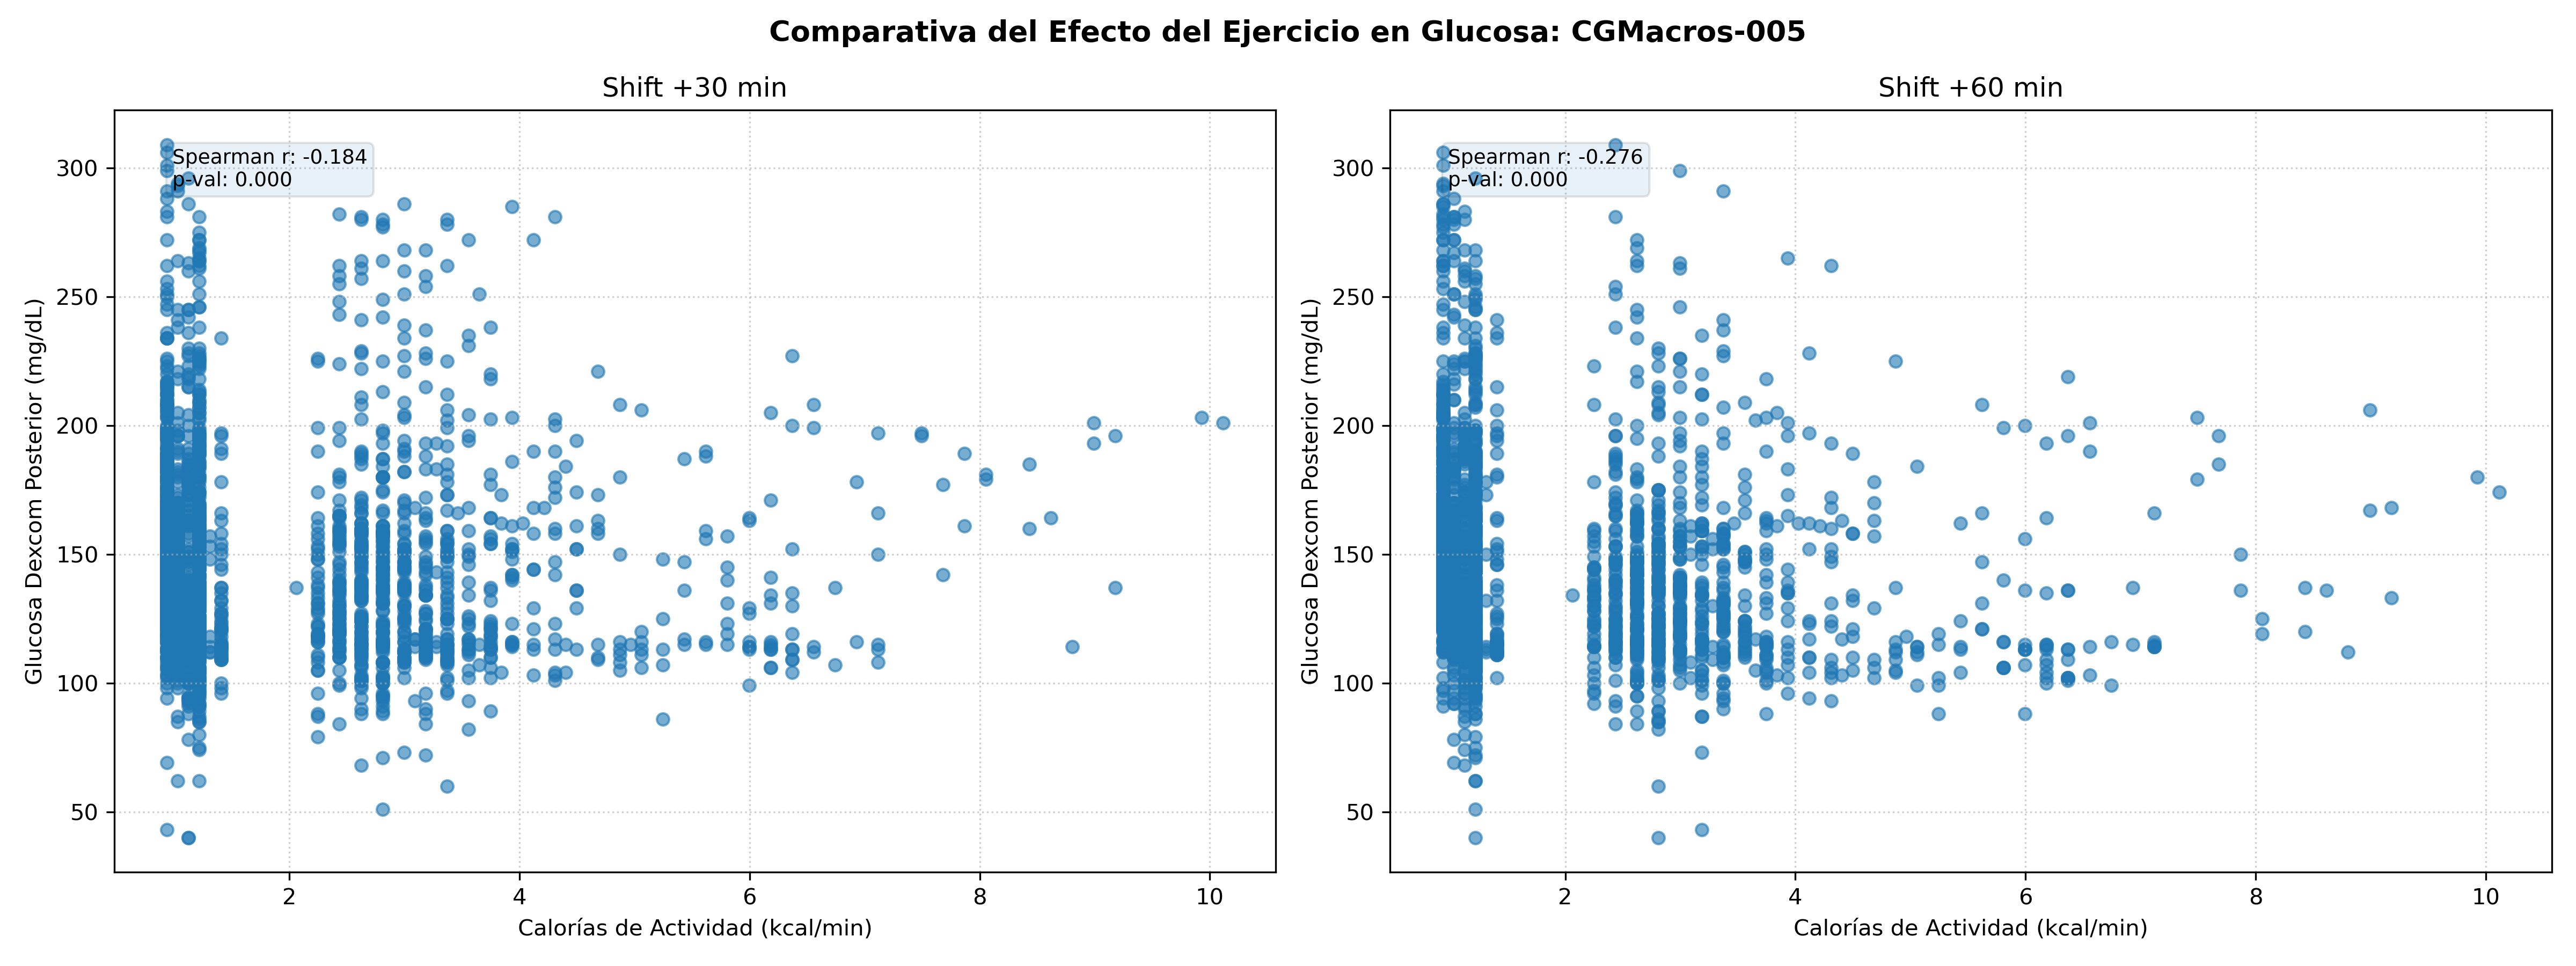 Comparativa del Efecto del Ejercicio en Glucosa: CGMacros-005
Shift +30 min
Spearman r: -0.184
p-val: 0.000
300
250
200
150
100
50
Glucosa Dexcom Posterior (mg/dL)
2 4 6 8 10
Calorías de Actividad (kcal/min)
Shift +60 min
Spearman r: -0.276
p-val: 0.000
300
250
200
150
100
50
Glucosa Dexcom Posterior (mg/dL)
2 4 6 8 10
Calorías de Actividad (kcal/min)